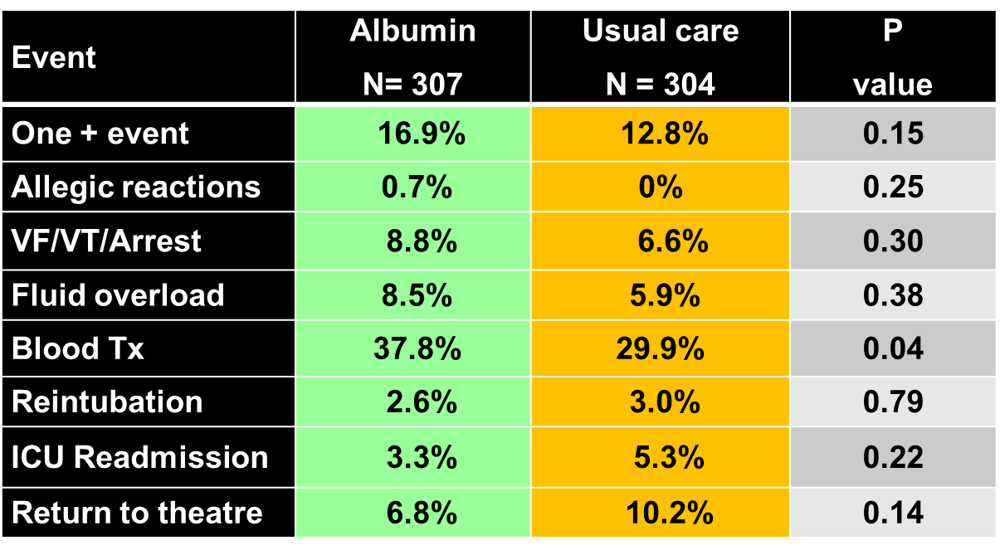 Event Albumin N= 307 Usual care N = 304 P value
One + event 16.9% 12.8% 0.15
Allegic reactions 0.7% 0% 0.25
VF/VT/Arrest 8.8% 6.6% 0.30
Fluid overload 8.5% 5.9% 0.38
Blood Tx 37.8% 29.9% 0.04
Reintubation 2.6% 3.0% 0.79
ICU Readmission 3.3% 5.3% 0.22
Return to theatre 6.8% 10.2% 0.14